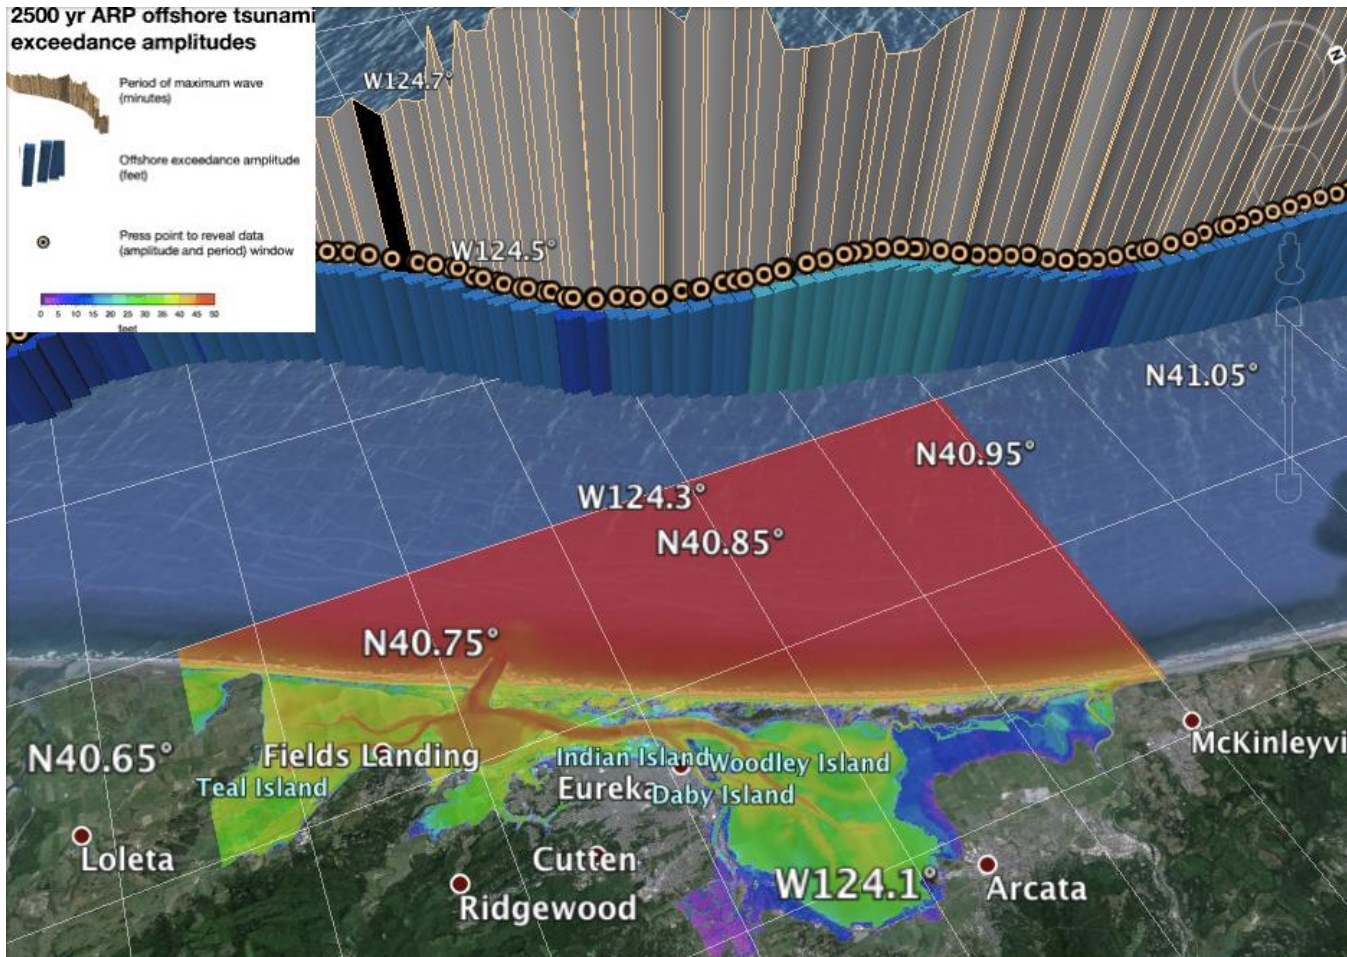 2500 yr ARP offshore tsunami
exceedance amplitudes
Period of maximum wave
(minutes)
Offshore exceedance amplitude
(feet)
Press point to reveal data
(amplitude and period) window
0 5 10 15 20 25 30 35 40 45 50
feet
W124.7°
N
W124.5°
N41.05°
N40.95°
W124.3°
N40.85°
N40.75°
N40.65°
Fields Landing
Teal Island
Indian Island
Woodley Island
Eureka
Daby Island
McKinleyvi
Loleta
Cutten
Ridgewood
W124.1°
Arcata